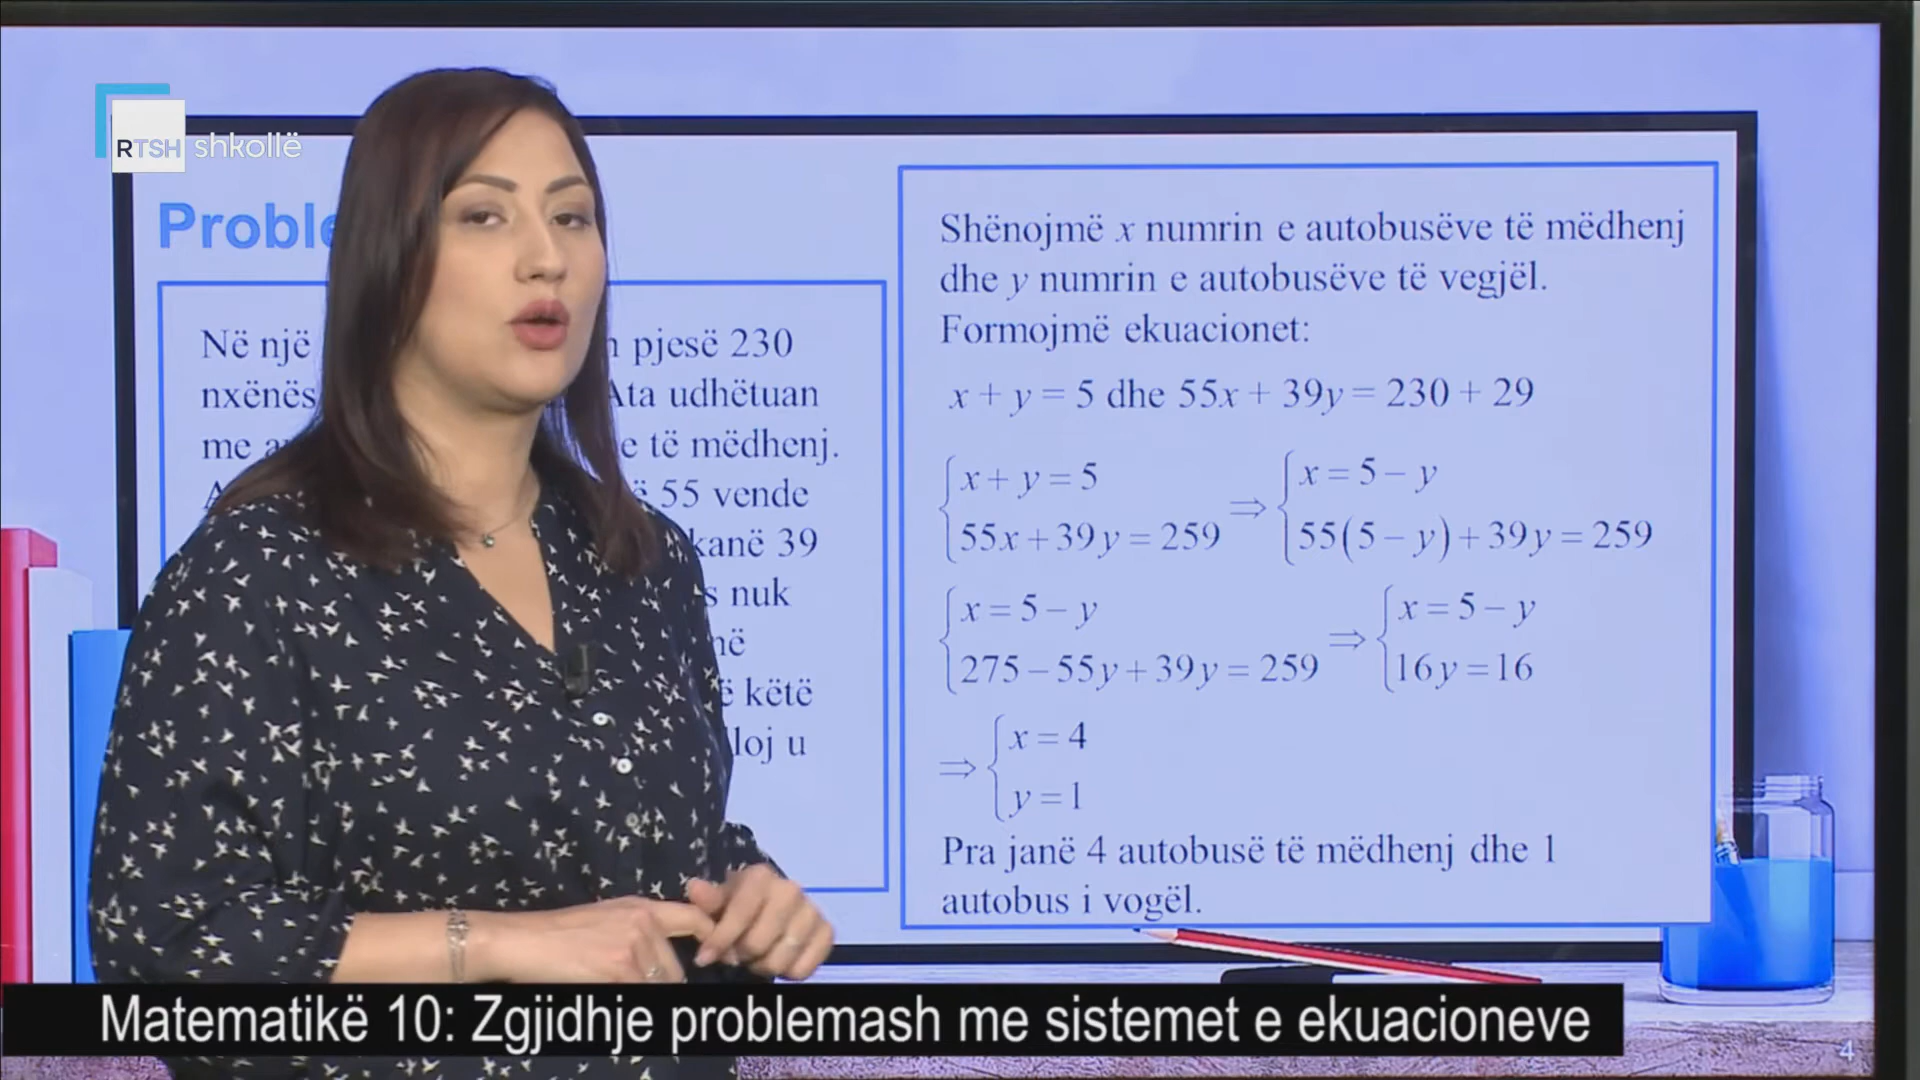 RTSH shkollë
Në një pjesë 230
nxënës Ata udhëtuan
me e të mëdhenj.
55 vende
kanë 39
nuk
këtë
lloj u
Shënojmë x numrin e autobusëve të mëdhenj
dhe y numrin e autobusëve të vegjël.
Formojmë ekuacionet:
x + y = 5 dhe 55x + 39y = 230 + 29
{x + y = 5 ⇒ {x = 5 − y
{55x + 39y = 259 {55(5 − y) + 39y = 259
{x = 5 − y ⇒ {x = 5 − y
{275 − 55y + 39y = 259 {16y = 16
⇒ {x = 4
{y = 1
Pra janë 4 autobusë të mëdhenj dhe 1
autobus i vogël.
Matematikë 10: Zgjidhje problemash me sistemet e ekuacioneve
4